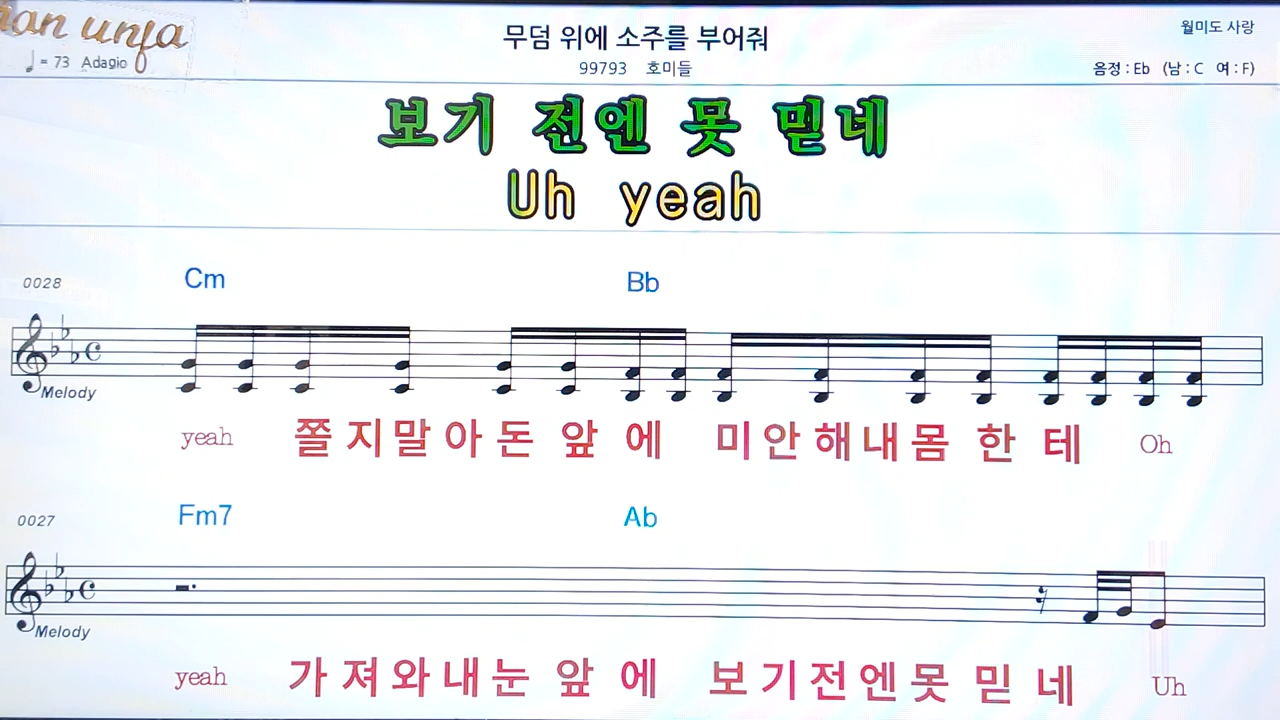 무덤 위에 소주를 부어줘
월미도 사랑
= 73 Adagio
99793 호미들
음정 : Eb (남 : C 여 : F)
보기 전엔 못 믿네
Uh yeah
0028 Cm Bb
Melody
yeah 쫄지말아돈 앞에 미안해내몸 한테 Oh
0027 Fm7 Ab
Melody
yeah 가져와내눈 앞에 보기전엔못 믿네 Uh